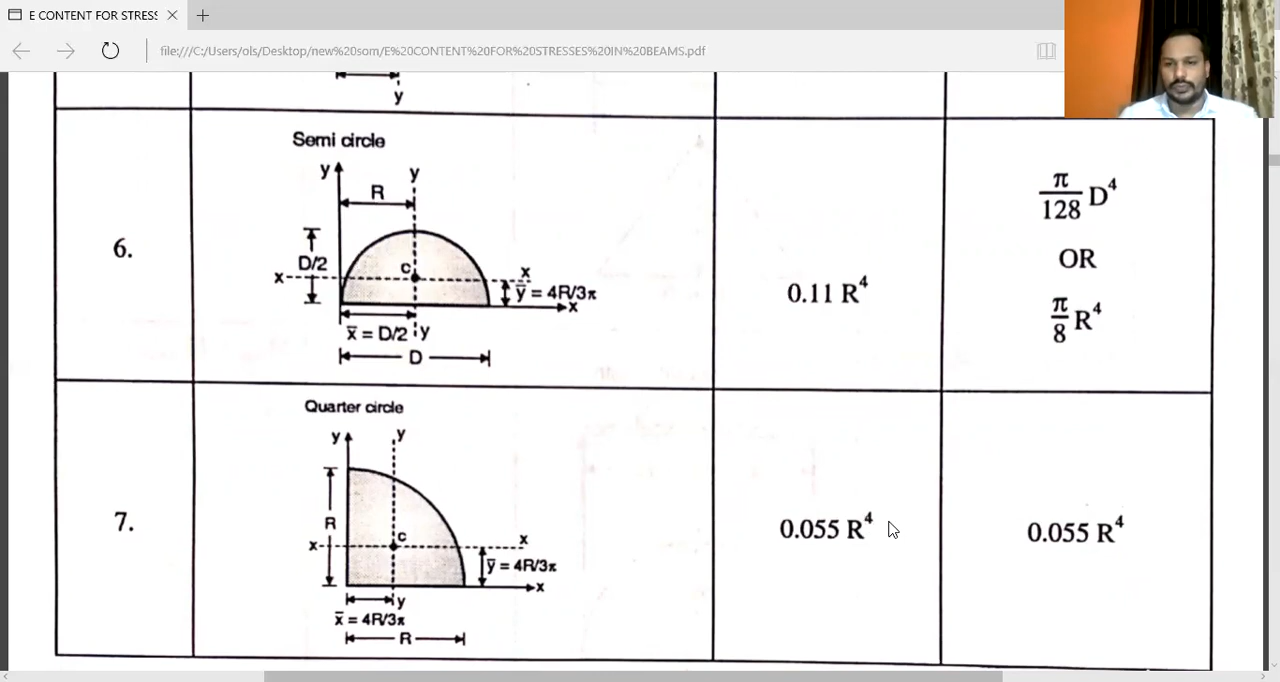 E CONTENT FOR STRESS
file:///C:/Users/ols/Desktop/new%20som/E%20CONTENT%20FOR%20STRESSES%20IN%20BEAMS.pdf
y
6.
Semi circle
y
y
R
D/2
c
x
x
ȳ = 4R/3π
x
x̄ = D/2
y
D
0.11 R⁴
π/128 D⁴
OR
π/8 R⁴
7.
Quarter circle
y
y
R
c
x
x
ȳ = 4R/3π
x
y
x̄ = 4R/3π
R
0.055 R⁴
0.055 R⁴